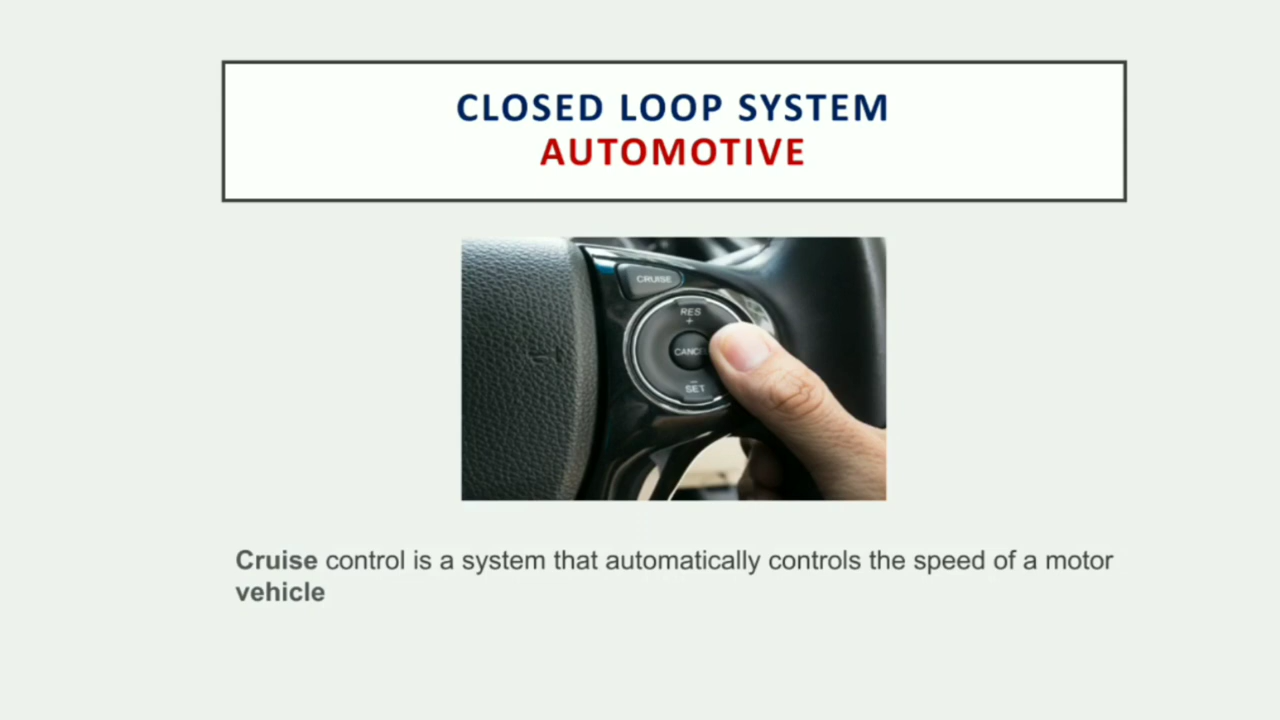 CLOSED LOOP SYSTEM
AUTOMOTIVE
CRUISE
RES
+
CANCEL
−
SET
Cruise control is a system that automatically controls the speed of a motor
vehicle